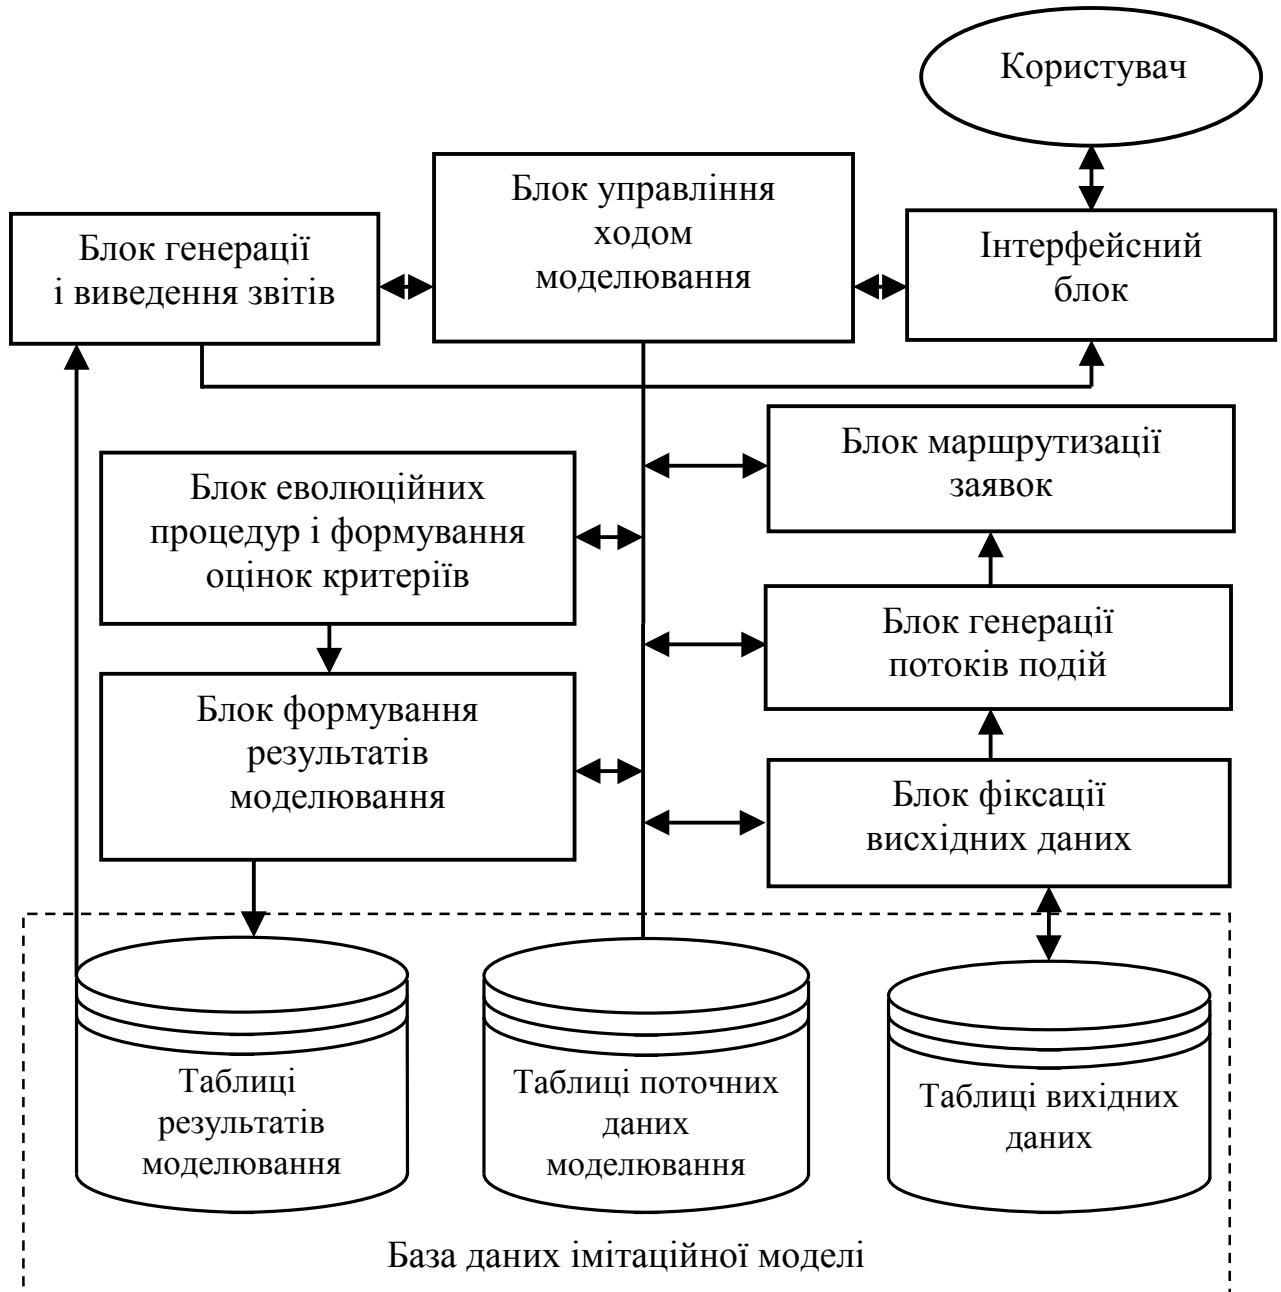 Користувач
Блок управління
ходом
моделювання
Блок генерації
і виведення звітів
Інтерфейсний
блок
Блок маршрутизації
заявок
Блок еволюційних
процедур і формування
оцінок критеріїв
Блок генерації
потоків подій
Блок формування
результатів
моделювання
Блок фіксації
висхідних даних
Таблиці
результатів
моделювання
Таблиці поточних
даних
моделювання
Таблиці вихідних
даних
База даних імітаційної моделі